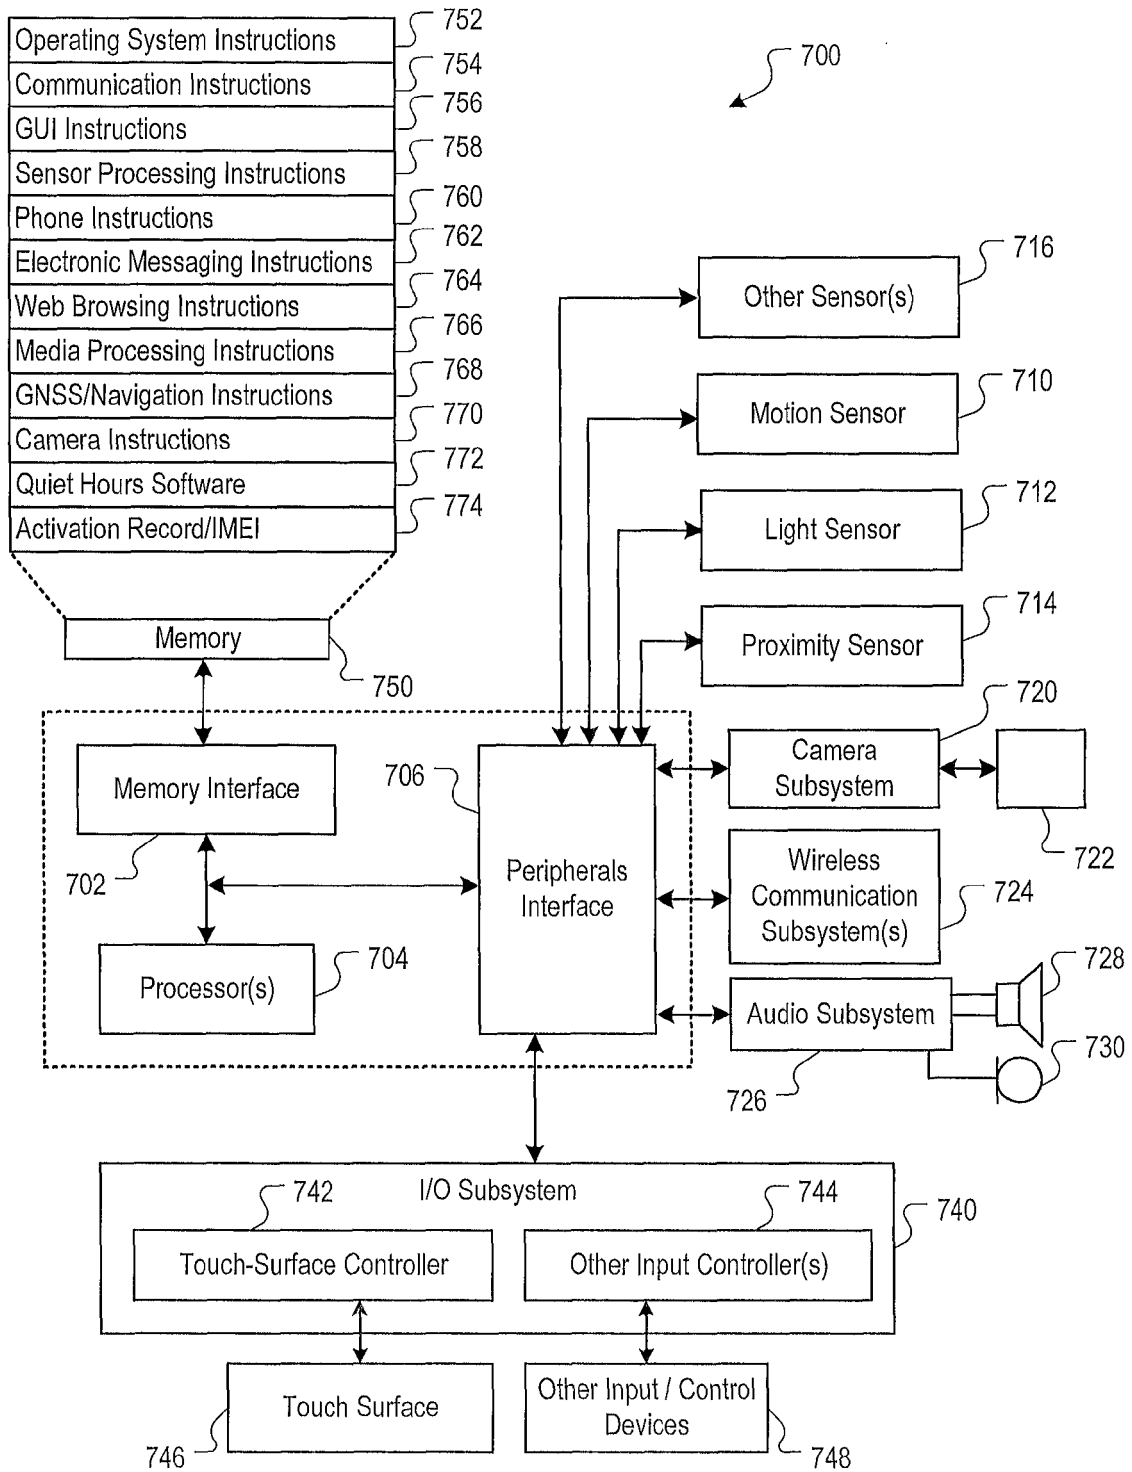 752
Operating System Instructions
754
Communication Instructions
756
GUI Instructions
758
Sensor Processing Instructions
760
Phone Instructions
762
Electronic Messaging Instructions
764
Web Browsing Instructions
766
Media Processing Instructions
768
GNSS/Navigation Instructions
770
Camera Instructions
772
Quiet Hours Software
774
Activation Record/IMEI
Memory
750
700
716
Other Sensor(s)
710
Motion Sensor
712
Light Sensor
714
Proximity Sensor
720
Camera
Subsystem
722
Memory Interface
702
706
Peripherals
Interface
Wireless
Communication
Subsystem(s)
724
704
Processor(s)
728
Audio Subsystem
730
726
I/O Subsystem
742
744
740
Touch-Surface Controller
Other Input Controller(s)
Touch Surface
746
Other Input / Control
Devices
748